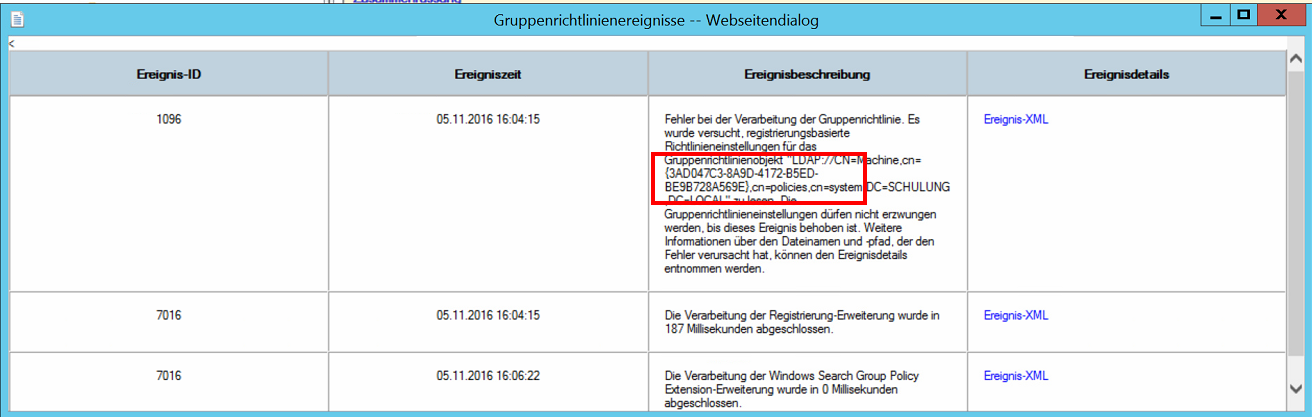 Zusammenfassung
Gruppenrichtlinienereignisse -- Webseitendialog
<
Ereignis-ID
Ereigniszeit
Ereignisbeschreibung
Ereignisdetails
1096
05.11.2016 16:04:15
Fehler bei der Verarbeitung der Gruppenrichtlinie. Es
wurde versucht, registrierungsbasierte
Richtlinieneinstellungen für das
Gruppenrichtlinienobjekt "LDAP://CN=Machine,cn=
{3AD047C3-8A9D-4172-B5ED-
BE9B728A569E},cn=policies,cn=system,DC=SCHULUNG
,DC=LOCAL" zu lesen. Die
Gruppenrichtlinieneinstellungen dürfen nicht erzwungen
werden, bis dieses Ereignis behoben ist. Weitere
Informationen über den Dateinamen und -pfad, der den
Fehler verursacht hat, können den Ereignisdetails
entnommen werden.
Ereignis-XML
7016
05.11.2016 16:04:15
Die Verarbeitung der Registrierung-Erweiterung wurde in
187 Millisekunden abgeschlossen.
Ereignis-XML
7016
05.11.2016 16:06:22
Die Verarbeitung der Windows Search Group Policy
Extension-Erweiterung wurde in 0 Millisekunden
abgeschlossen.
Ereignis-XML